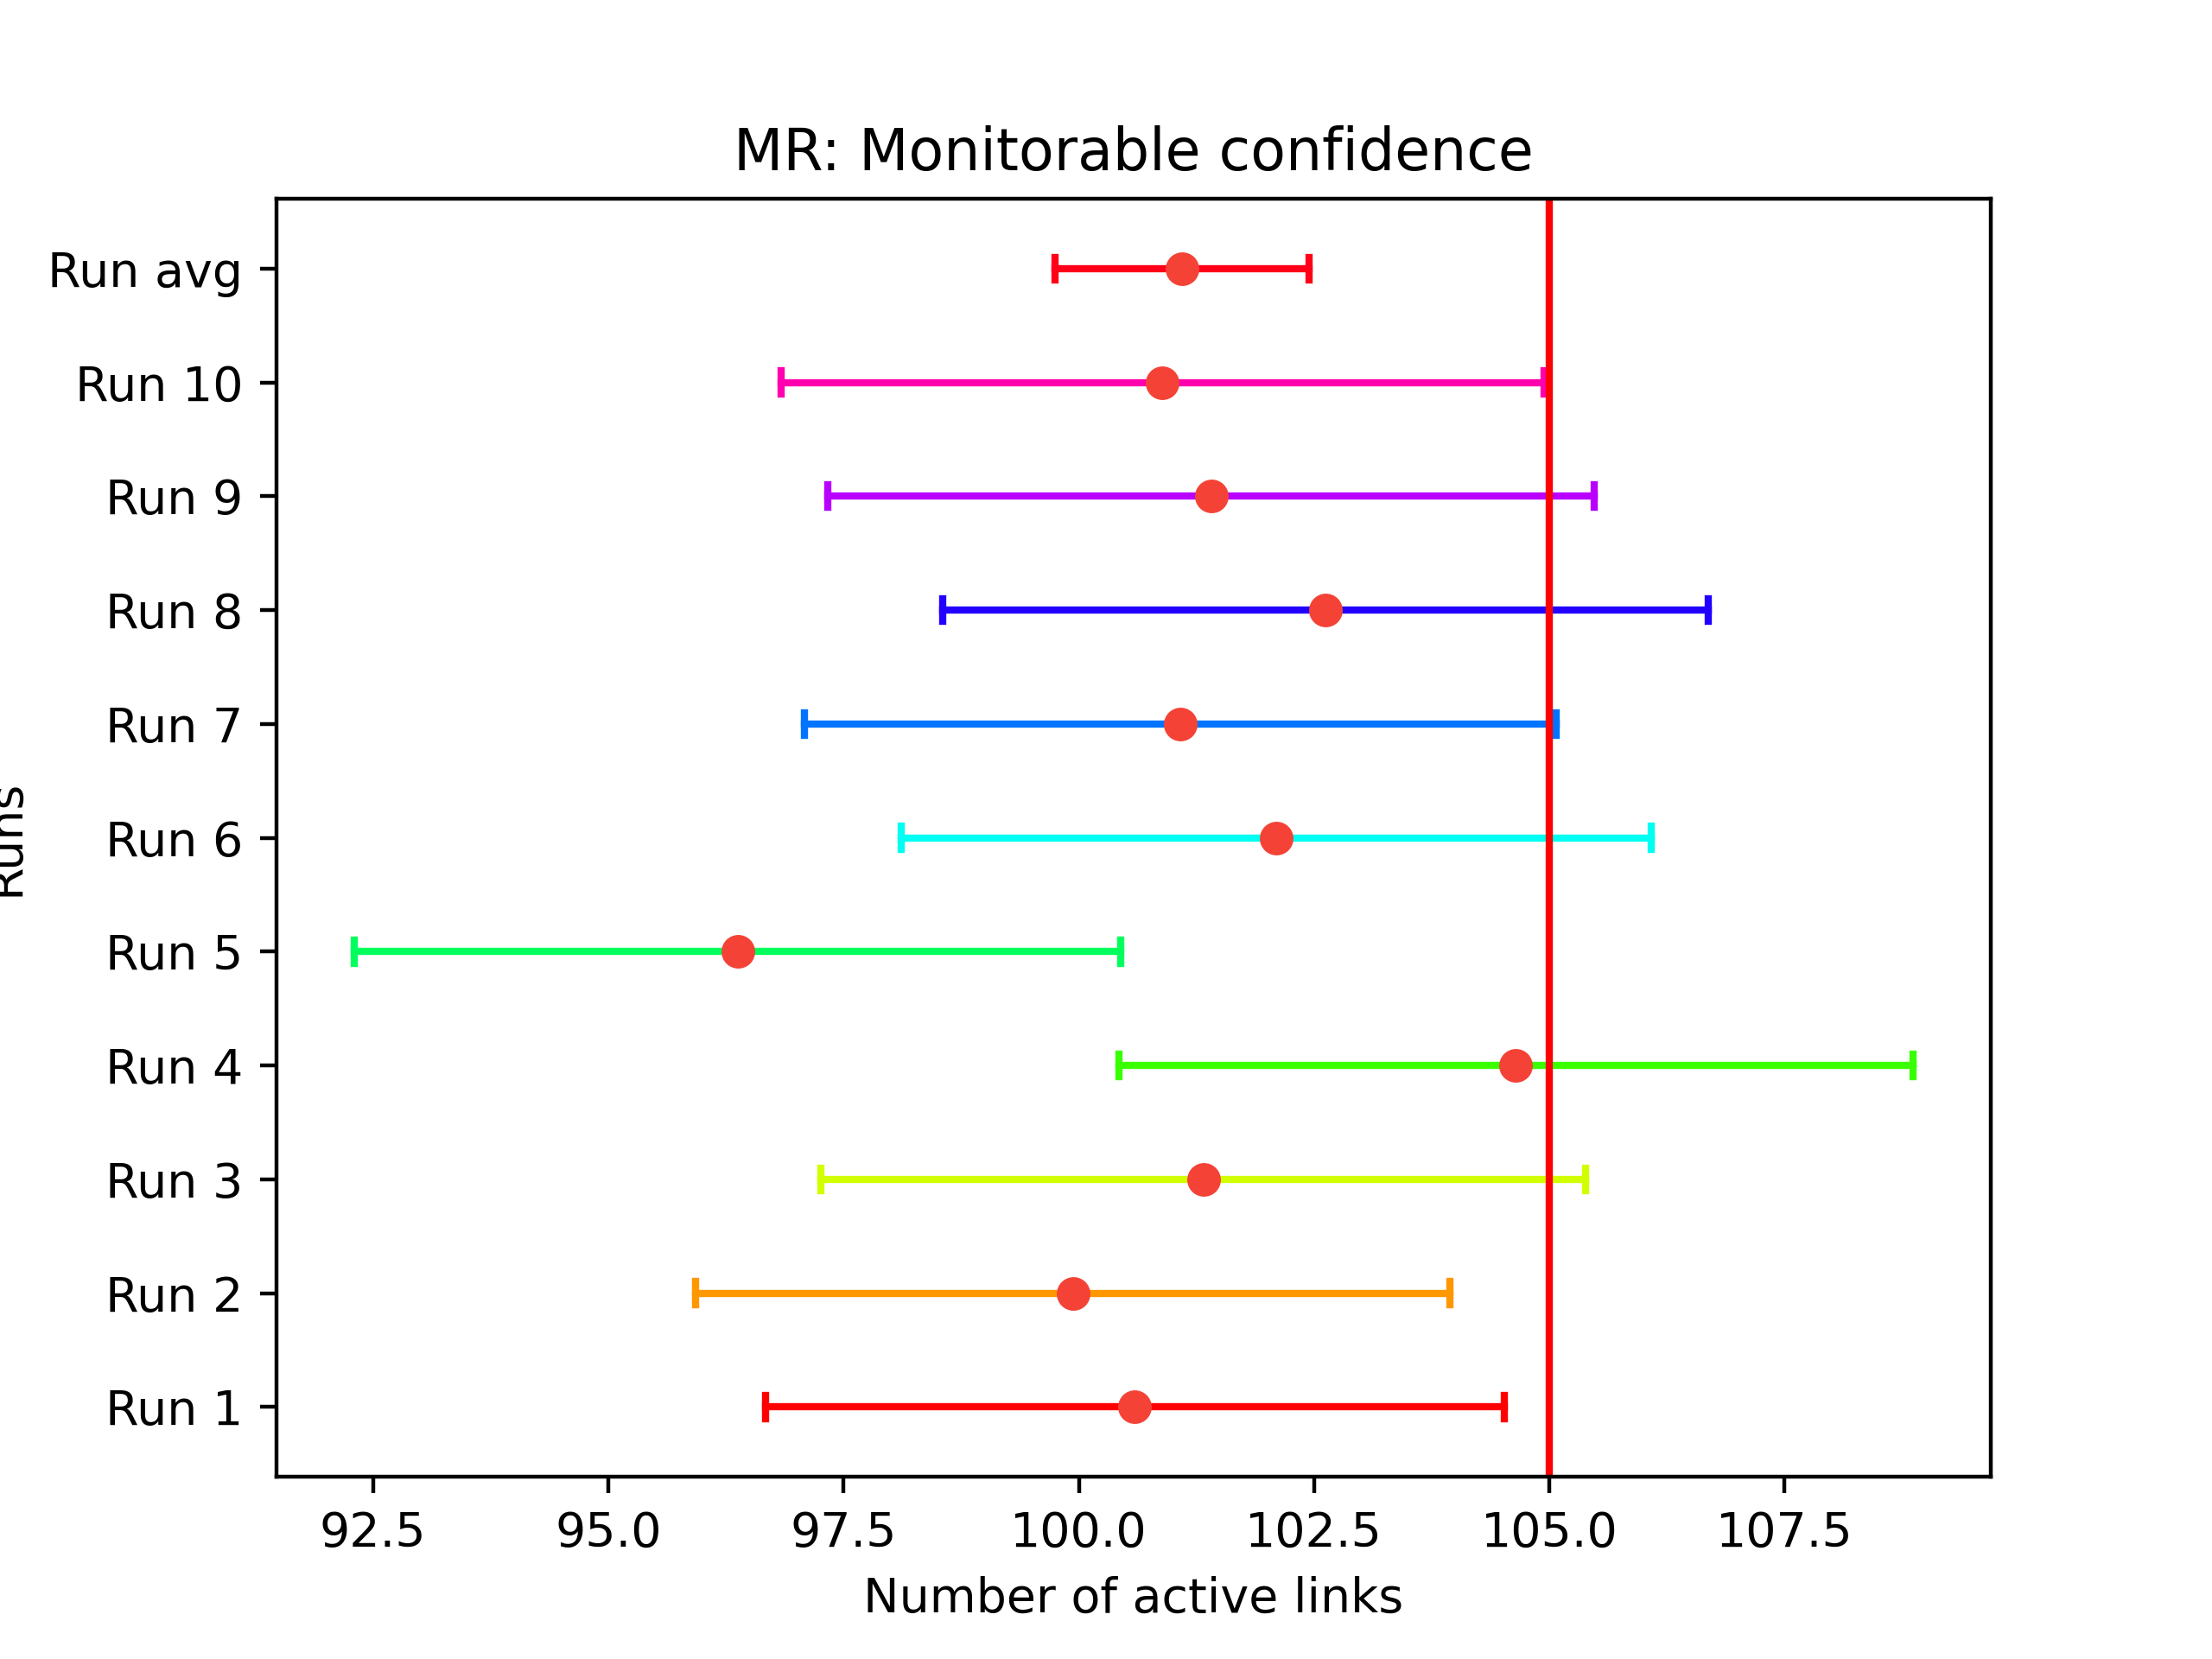 MR: Monitorable confidence
Run avg
Run 10
Run 9
Run 8
Run 7
Run 6
Run 5
Run 4
Run 3
Run 2
Run 1
Runs
92.5 95.0 97.5 100.0 102.5 105.0 107.5
Number of active links